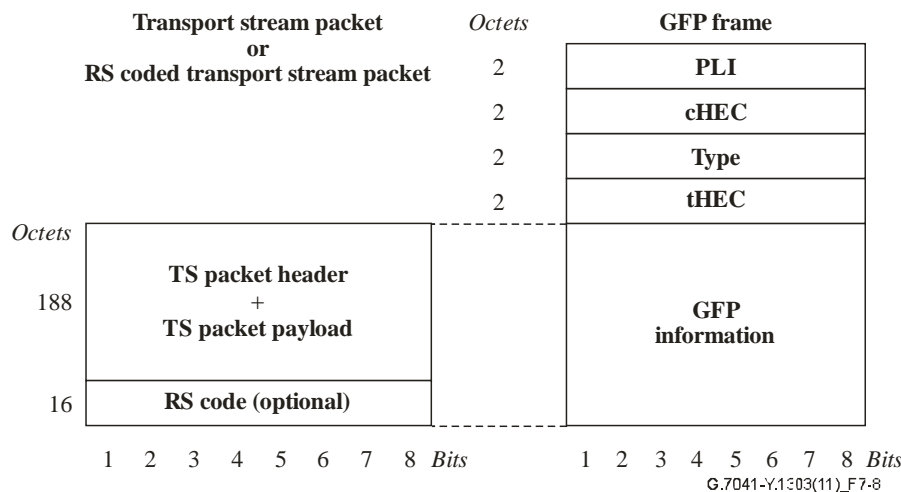 Transport stream packet
or
RS coded transport stream packet
Octets
GFP frame
2
PLI
2
cHEC
2
Type
2
tHEC
Octets
188
TS packet header
+
TS packet payload
GFP
information
16
RS code (optional)
1 2 3 4 5 6 7 8 Bits
1 2 3 4 5 6 7 8 Bits
G.7041-Y.1303(11)_F7-8